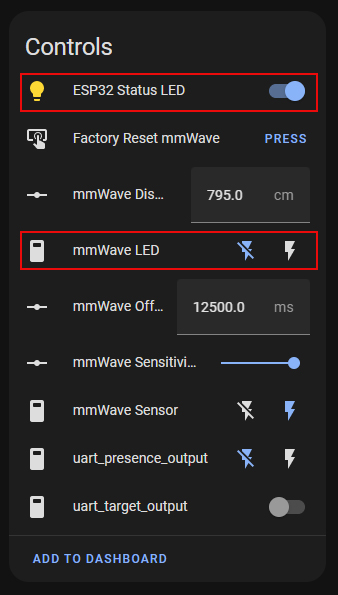 Controls
ESP32 Status LED
Factory Reset mmWave PRESS
mmWave Dis... 795.0 cm
mmWave LED
mmWave Off... 12500.0 ms
mmWave Sensitivi...
mmWave Sensor
uart_presence_output
uart_target_output
ADD TO DASHBOARD